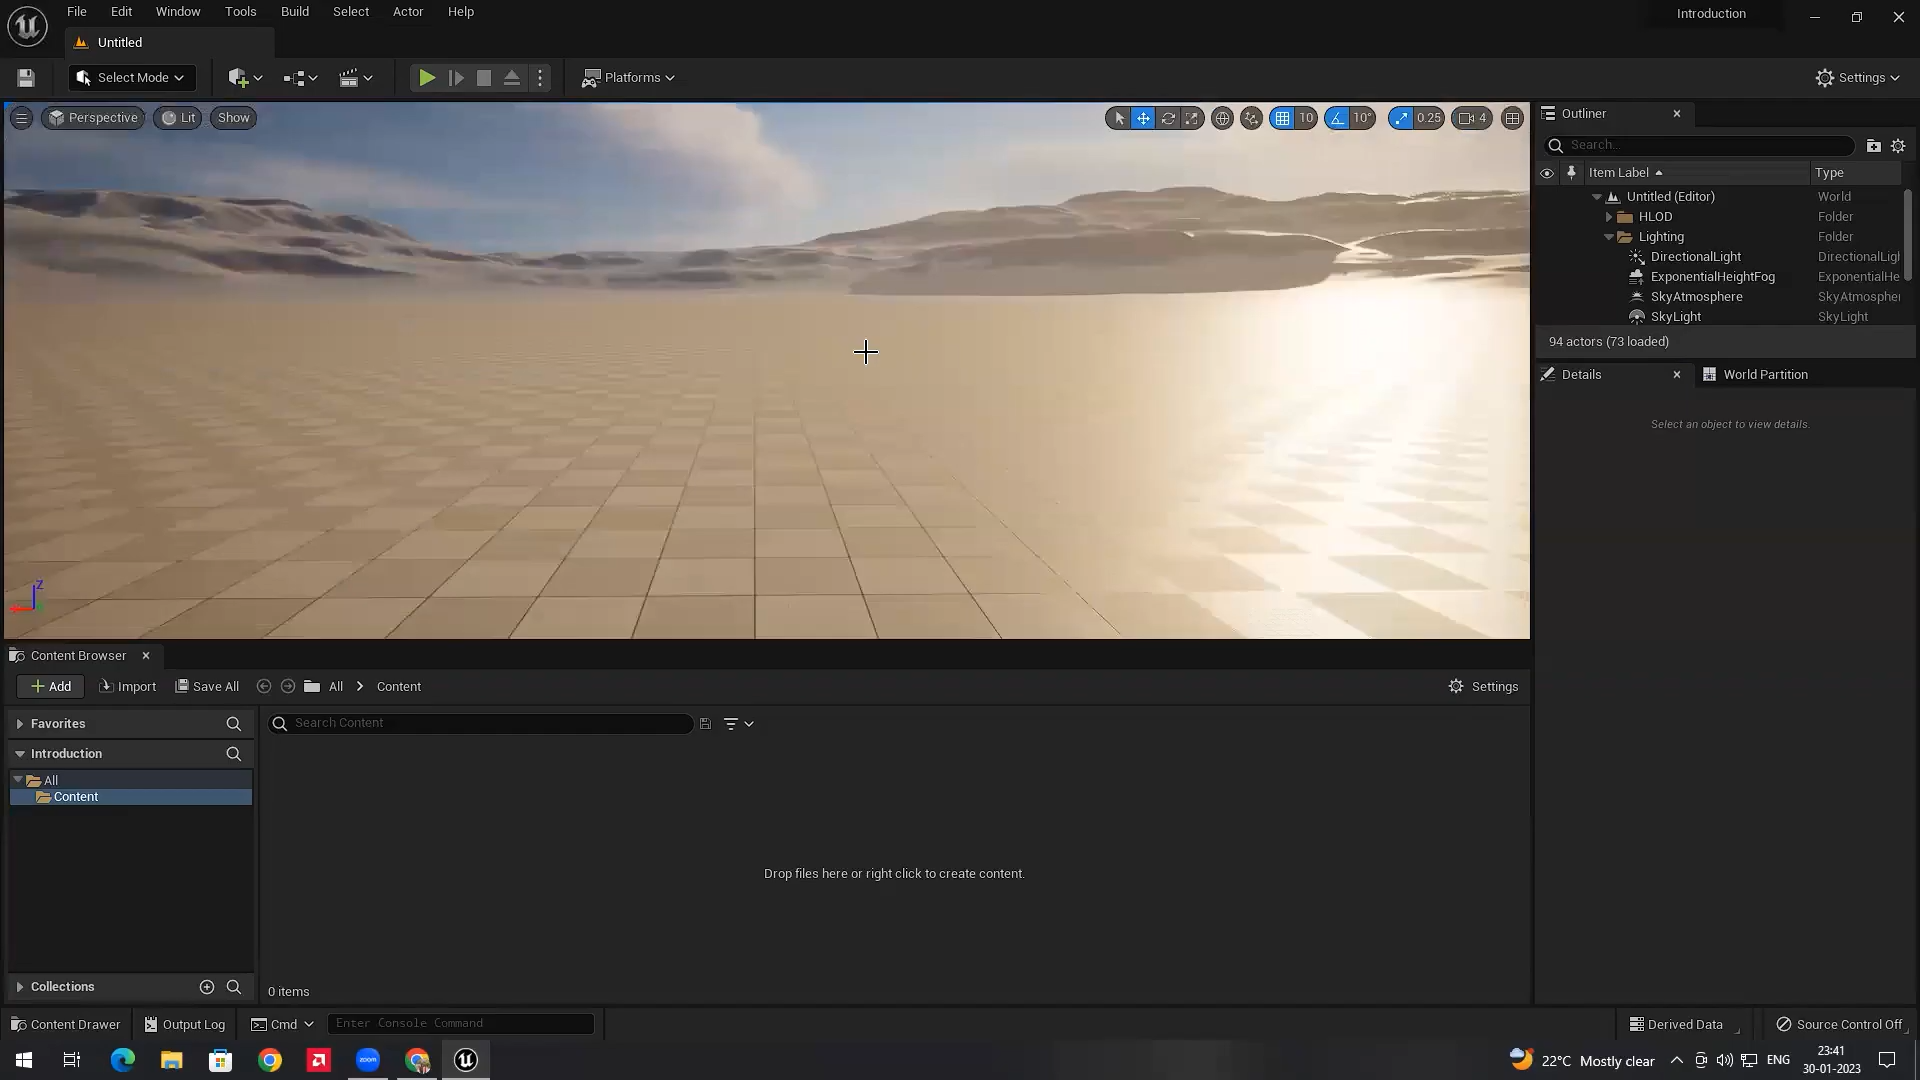 File Edit Window Tools Build Select Actor Help
Introduction
Untitled
Select Mode
Platforms
Settings
Perspective
Lit
Show
10
10°
0.25
4
Outliner
Search...
Item Label
Type
Untitled (Editor)
World
HLOD
Folder
Lighting
Folder
DirectionalLight
DirectionalLigl
ExponentialHeightFog
ExponentialHe
SkyAtmosphere
SkyAtmospher
SkyLight
SkyLight
94 actors (73 loaded)
Details
World Partition
Select an object to view details.
Z
Content Browser
Add
Import
Save All
All
Content
Settings
Favorites
Search Content
Introduction
All
Content
Drop files here or right click to create content.
Collections
0 items
Content Drawer
Output Log
Cmd
Enter Console Command
Derived Data
Source Control Off
zoom
22°C Mostly clear
ENG
23:41
30-01-2023